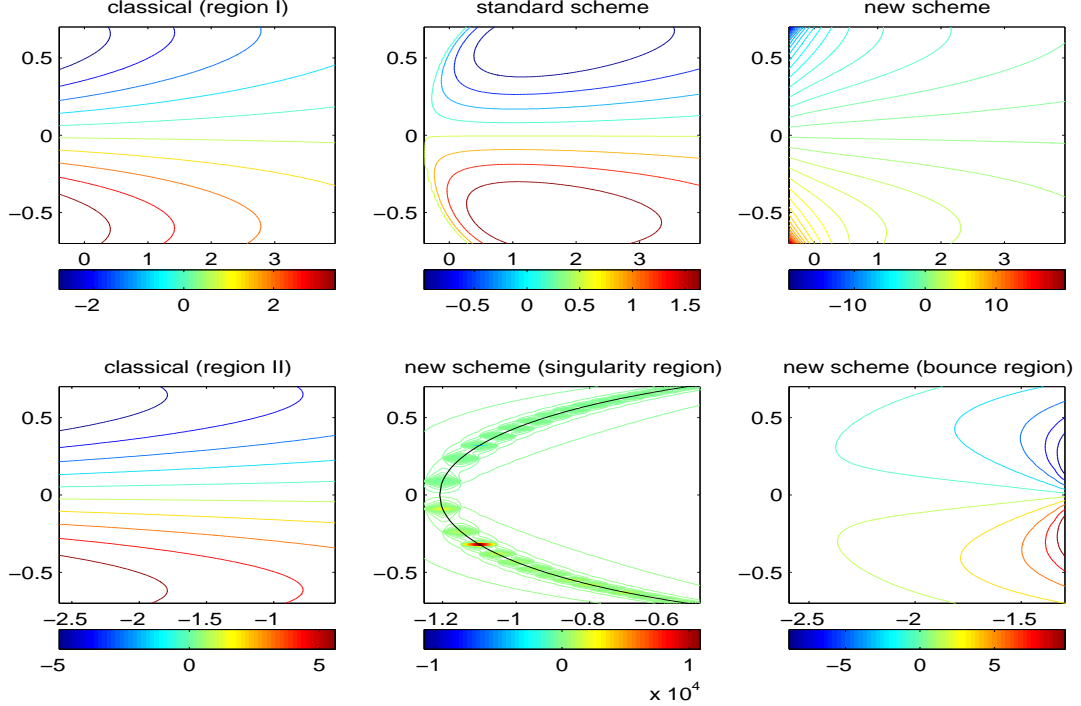 classical (region I)
standard scheme
new scheme
0.5
0
−0.5
0 1 2 3
−2 0 2
0.5
0
−0.5
0 1 2 3
−0.5 0 0.5 1 1.5
0.5
0
−0.5
0 1 2 3
−10 0 10
classical (region II)
new scheme (singularity region)
new scheme (bounce region)
0.5
0
−0.5
−2.5 −2 −1.5 −1
−5 0 5
0.5
0
−0.5
−1.2 −1 −0.8 −0.6
−1 0 1
x 10^4
0.5
0
−0.5
−2.5 −2 −1.5
−5 0 5